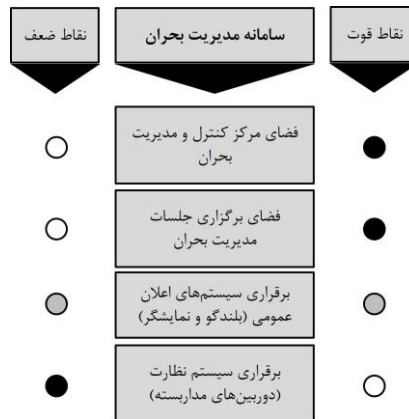 نقاط قوت
سامانه مدیریت بحران
نقاط ضعف
فضای مرکز کنترل و مدیریت
بحران
فضای برگزاری جلسات
مدیریت بحران
برقراری سیستم‌های اعلان
عمومی (بلندگو و نمایشگر)
برقراری سیستم نظارت
(دوربین‌های مداربسته)